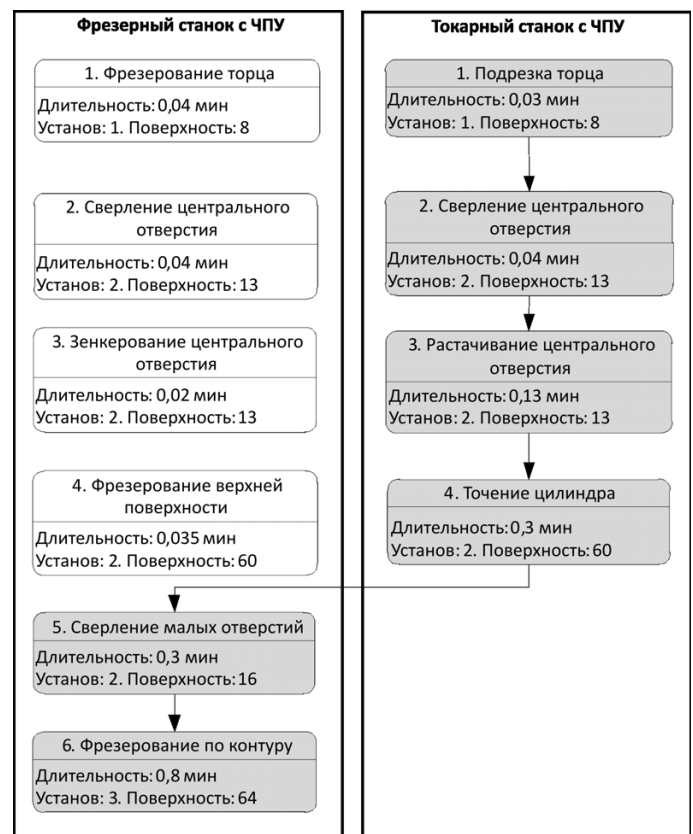 Фрезерный станок с ЧПУ
1. Фрезерование торца
Длительность: 0,04 мин
Установ: 1. Поверхность: 8
2. Сверление центрального
отверстия
Длительность: 0,04 мин
Установ: 2. Поверхность: 13
3. Зенкерование центрального
отверстия
Длительность: 0,02 мин
Установ: 2. Поверхность: 13
4. Фрезерование верхней
поверхности
Длительность: 0,035 мин
Установ: 2. Поверхность: 60
5. Сверление малых отверстий
Длительность: 0,3 мин
Установ: 2. Поверхность: 16
6. Фрезерование по контуру
Длительность: 0,8 мин
Установ: 3. Поверхность: 64
Токарный станок с ЧПУ
1. Подрезка торца
Длительность: 0,03 мин
Установ: 1. Поверхность: 8
2. Сверление центрального
отверстия
Длительность: 0,04 мин
Установ: 2. Поверхность: 13
3. Растачивание центрального
отверстия
Длительность: 0,13 мин
Установ: 2. Поверхность: 13
4. Точение цилиндра
Длительность: 0,3 мин
Установ: 2. Поверхность: 60